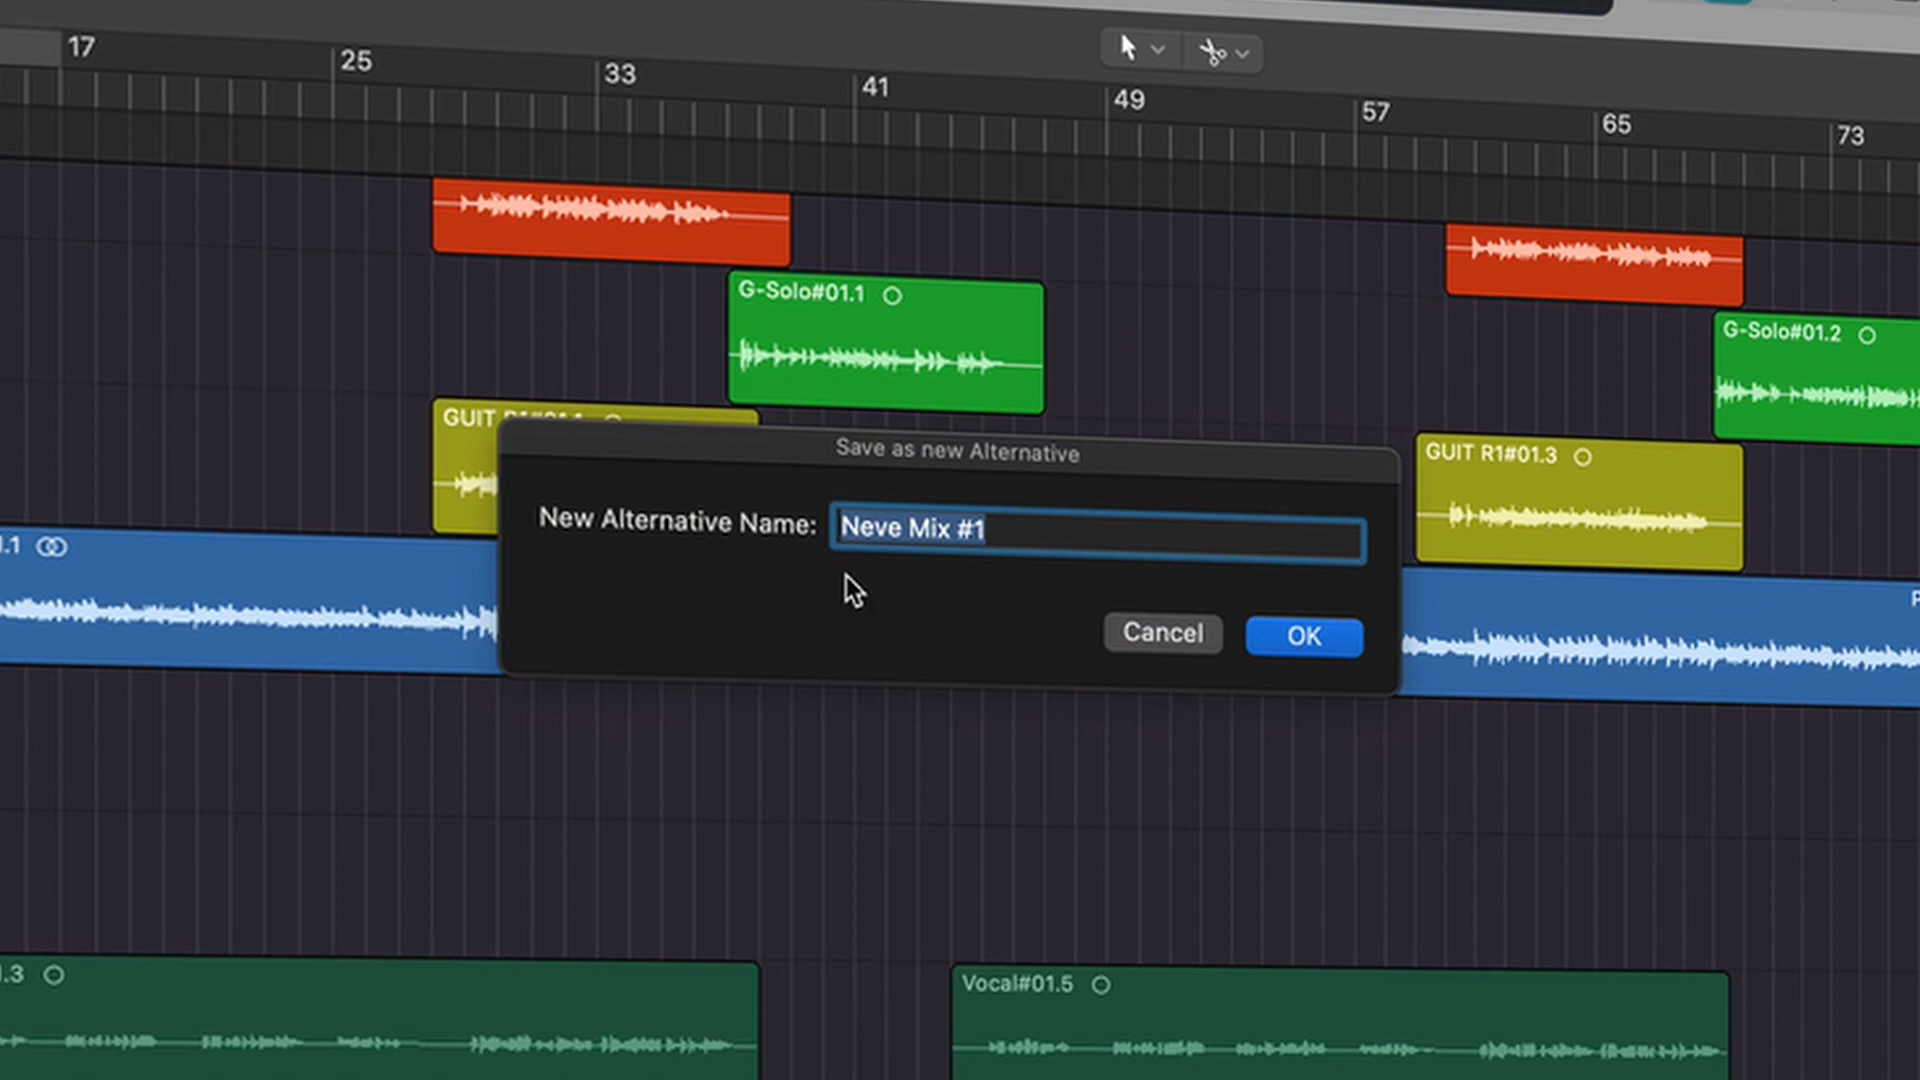 17 25 33 41 49 57 65 73
G-Solo#01.1
G-Solo#01.2
GUIT
GUIT R1#01.3
Save as new Alternative
New Alternative Name: Neve Mix #1
Cancel OK
.1
.3
Vocal#01.5